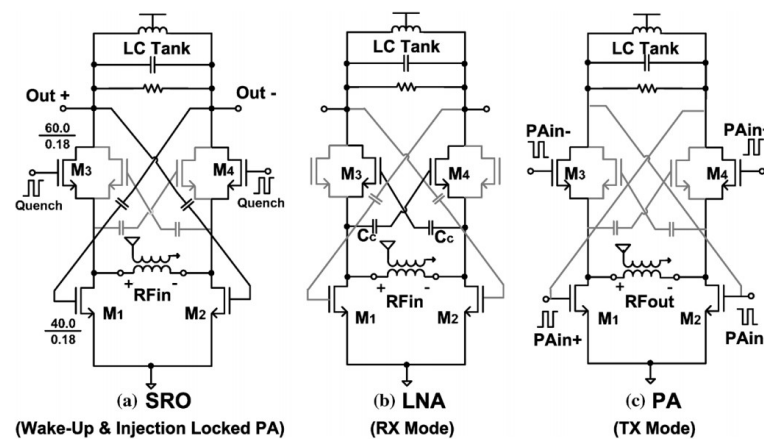 LC Tank
Out +
Out -
60.0
0.18
M3
M4
Quench
Quench
+ RFin -
M1
M2
40.0
0.18
(a) SRO
(Wake-Up & Injection Locked PA)
LC Tank
M3
M4
Cc
Cc
+ RFin -
M1
M2
(b) LNA
(RX Mode)
LC Tank
PAin-
PAin-
M3
M4
+ RFout -
M1
M2
PAin+
PAin
(c) PA
(TX Mode)